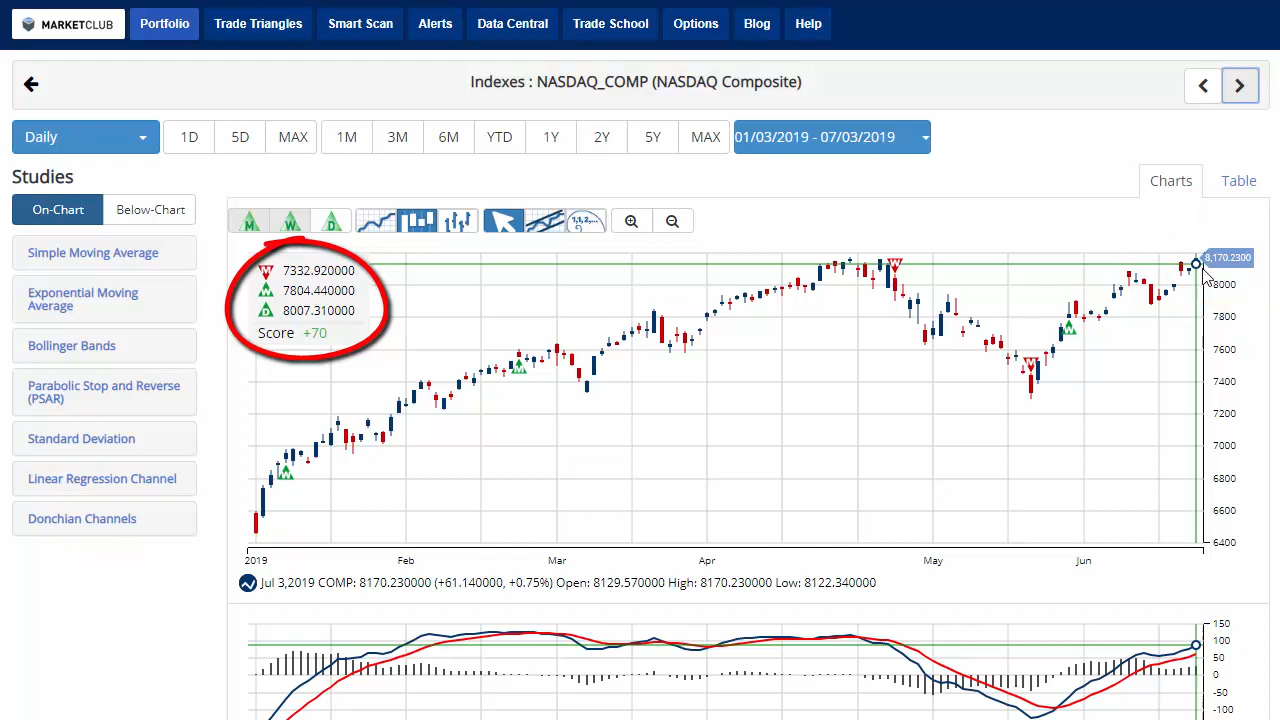 MARKETCLUB Portfolio Trade Triangles Smart Scan Alerts Data Central Trade School Options Blog Help
Indexes : NASDAQ_COMP (NASDAQ Composite)
Daily 1D 5D MAX 1M 3M 6M YTD 1Y 2Y 5Y MAX 01/03/2019 - 07/03/2019
Studies
Charts Table
On-Chart Below-Chart
M W D 1,2,...
Simple Moving Average
Exponential Moving
Average
Bollinger Bands
Parabolic Stop and Reverse
(PSAR)
Standard Deviation
Linear Regression Channel
Donchian Channels
W 7332.920000
M 7804.440000
D 8007.310000
Score +70
W
M
W
W
M
8,170.2300
8000
7800
7600
7400
7200
7000
6800
6600
6400
2019 Feb Mar Apr May Jun
Jul 3,2019 COMP: 8170.230000 (+61.140000, +0.75%) Open: 8129.570000 High: 8170.230000 Low: 8122.340000
150
100
50
0
-50
-100